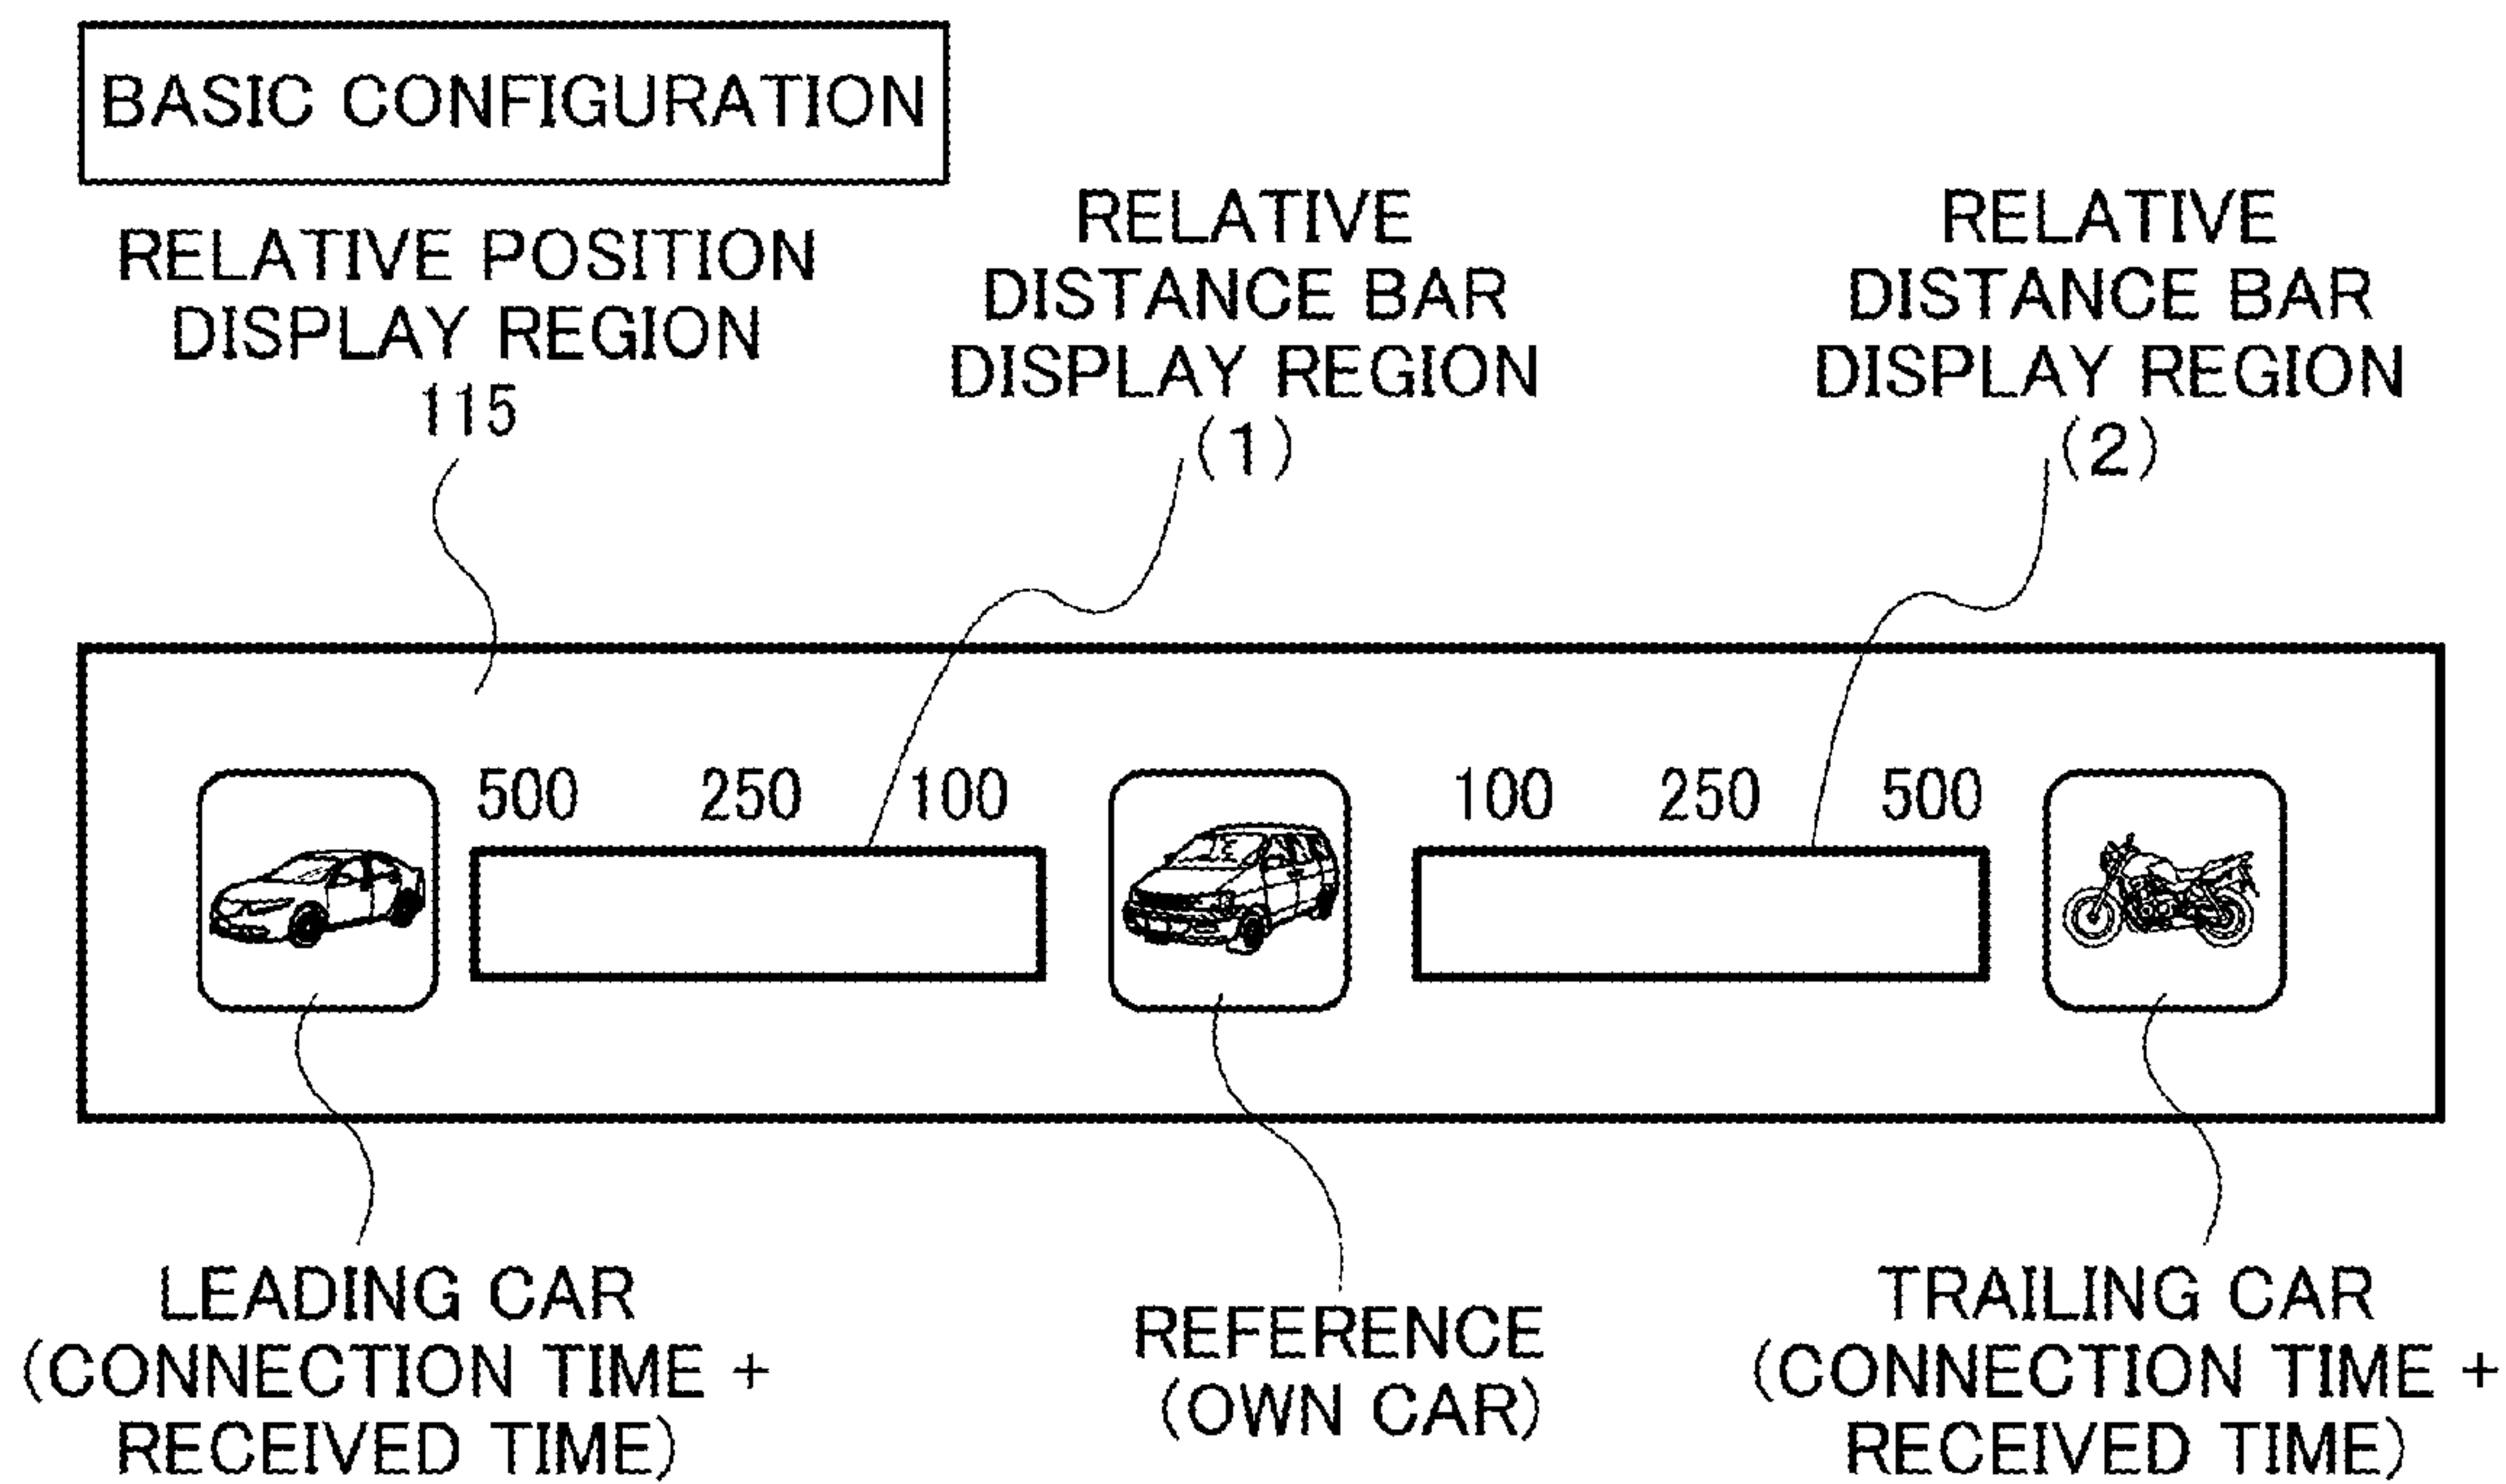 BASIC CONFIGURATION
RELATIVE POSITION
DISPLAY REGION
115
RELATIVE
DISTANCE BAR
DISPLAY REGION
(1)
RELATIVE
DISTANCE BAR
DISPLAY REGION
(2)
500 250 100
100 250 500
LEADING CAR
(CONNECTION TIME +
RECEIVED TIME)
REFERENCE
(OWN CAR)
TRAILING CAR
(CONNECTION TIME +
RECEIVED TIME)